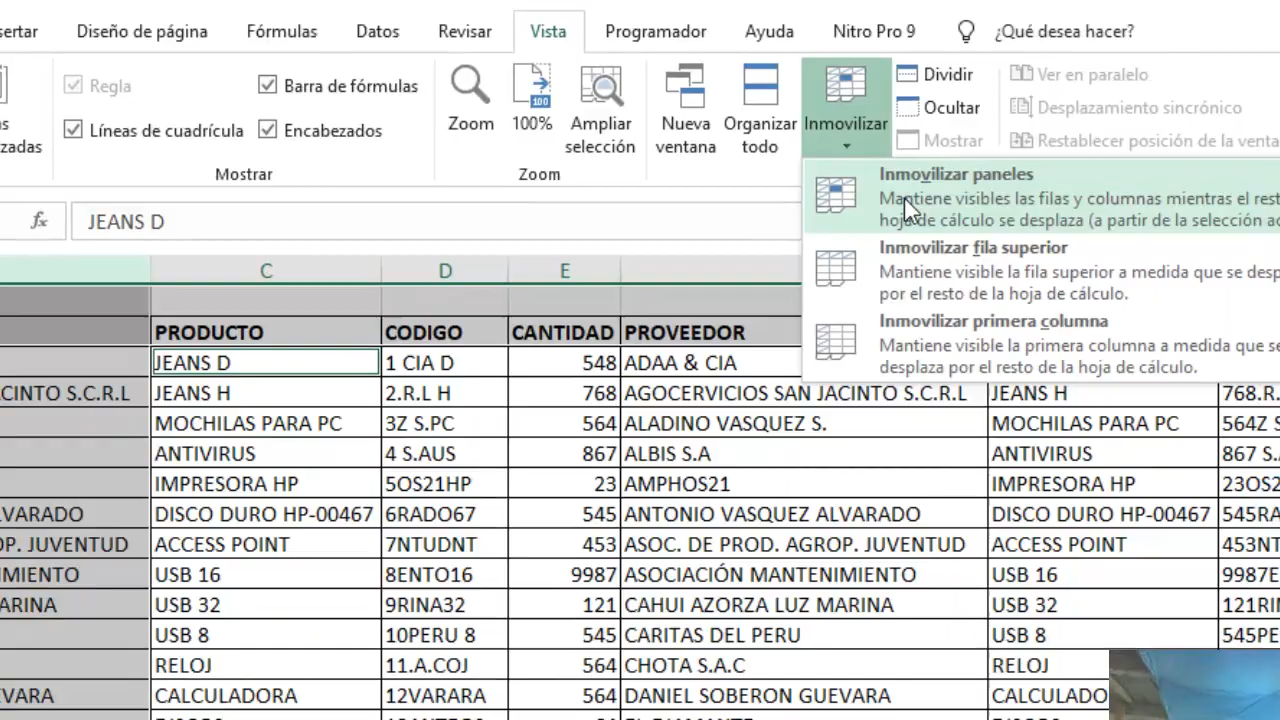 sertar Diseño de página Fórmulas Datos Revisar Vista Programador Ayuda Nitro Pro 9 ¿Qué desea hacer?
Regla Barra de fórmulas
Líneas de cuadrícula Encabezados
zadas
Mostrar
Zoom 100% Ampliar selección
100
Zoom
Nueva ventana Organizar todo Inmovilizar
Dividir Ver en paralelo
Ocultar Desplazamiento sincrónico
Mostrar Restablecer posición de la venta
Inmovilizar paneles
Mantiene visibles las filas y columnas mientras el rest
hoja de cálculo se desplaza (a partir de la selección ac
Inmovilizar fila superior
Mantiene visible la fila superior a medida que se desp
por el resto de la hoja de cálculo.
Inmovilizar primera columna
Mantiene visible la primera columna a medida que se
desplaza por el resto de la hoja de cálculo.
fx JEANS D
C D E
PRODUCTO CODIGO CANTIDAD PROVEEDOR
JEANS D 1 CIA D 548 ADAA & CIA
ACINTO S.C.R.L JEANS H 2.R.L H 768 AGOCERVICIOS SAN JACINTO S.C.R.L JEANS H 768.R.
MOCHILAS PARA PC 3Z S.PC 564 ALADINO VASQUEZ S. MOCHILAS PARA PC 564Z S
ANTIVIRUS 4 S.AUS 867 ALBIS S.A ANTIVIRUS 867 S.
IMPRESORA HP 5OS21HP 23 AMPHOS21 IMPRESORA HP 23OS2
LVARADO DISCO DURO HP-00467 6RADO67 545 ANTONIO VASQUEZ ALVARADO DISCO DURO HP-00467 545RA
OP. JUVENTUD ACCESS POINT 7NTUDNT 453 ASOC. DE PROD. AGROP. JUVENTUD ACCESS POINT 453NT
IMIENTO USB 16 8ENTO16 9987 ASOCIACIÓN MANTENIMIENTO USB 16 9987E
ARINA USB 32 9RINA32 121 CAHUI AZORZA LUZ MARINA USB 32 121RIN
USB 8 10PERU 8 545 CARITAS DEL PERU USB 8 545PE
RELOJ 11.A.COJ 564 CHOTA S.A.C RELOJ
EVARA CALCULADORA 12VARARA 564 DANIEL SOBERON GUEVARA CALCULADO